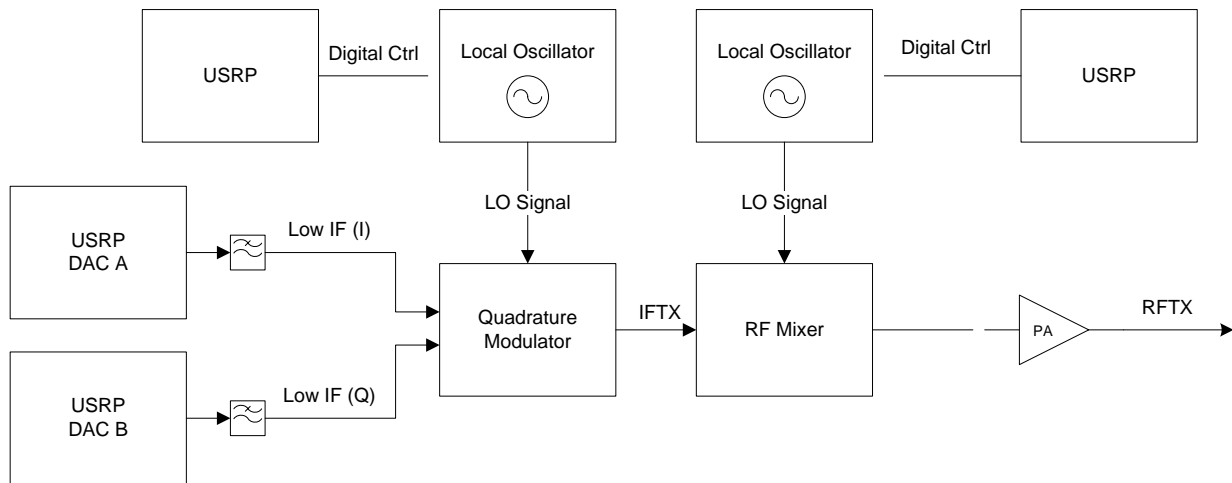 USRP
Digital Ctrl
Local Oscillator
Local Oscillator
Digital Ctrl
USRP
LO Signal
LO Signal
USRP
DAC A
Low IF (I)
Quadrature
Modulator
IFTX
RF Mixer
PA
RFTX
USRP
DAC B
Low IF (Q)